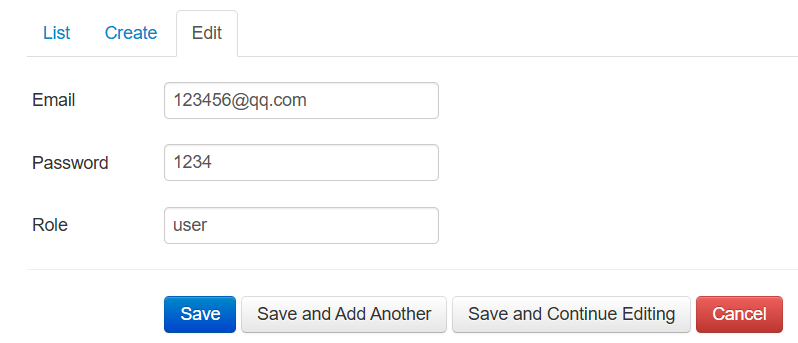 List Create Edit
Email 123456@qq.com
Password 1234
Role user
Save Save and Add Another Save and Continue Editing Cancel